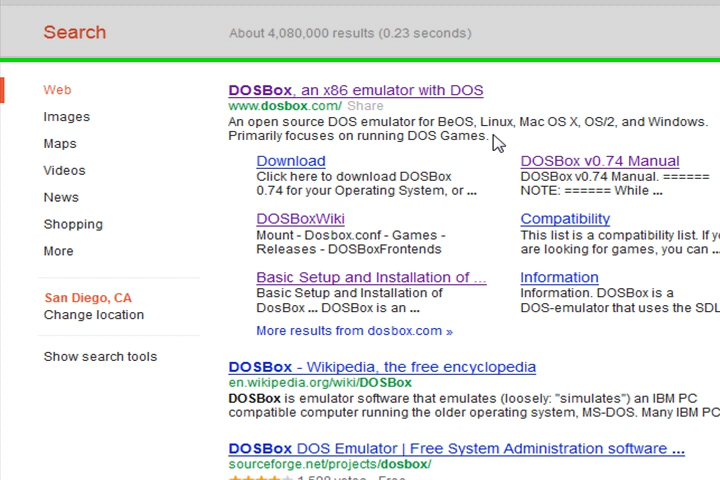 Search
About 4,080,000 results (0.23 seconds)
Web
Images
Maps
Videos
News
Shopping
More
San Diego, CA
Change location
Show search tools
DOSBox, an x86 emulator with DOS
www.dosbox.com/ Share
An open source DOS emulator for BeOS, Linux, Mac OS X, OS/2, and Windows.
Primarily focuses on running DOS Games.
Download
Click here to download DOSBox
0.74 for your Operating System, or ...
DOSBoxWiki
Mount - Dosbox.conf - Games -
Releases - DOSBoxFrontends
Basic Setup and Installation of ...
Basic Setup and Installation of
DosBox ... DOSBox is an ...
DOSBox v0.74 Manual
DOSBox v0.74 Manual. ======
NOTE: ====== While ...
Compatibility
This list is a compatibility list. If
are looking for games, you can ...
Information
Information. DOSBox is a
DOS-emulator that uses the SDL
More results from dosbox.com »
DOSBox - Wikipedia, the free encyclopedia
en.wikipedia.org/wiki/DOSBox
DOSBox is emulator software that emulates (loosely: "simulates") an IBM PC
compatible computer running the older operating system, MS-DOS. Many IBM PC
DOSBox DOS Emulator | Free System Administration software ...
sourceforge.net/projects/dosbox/